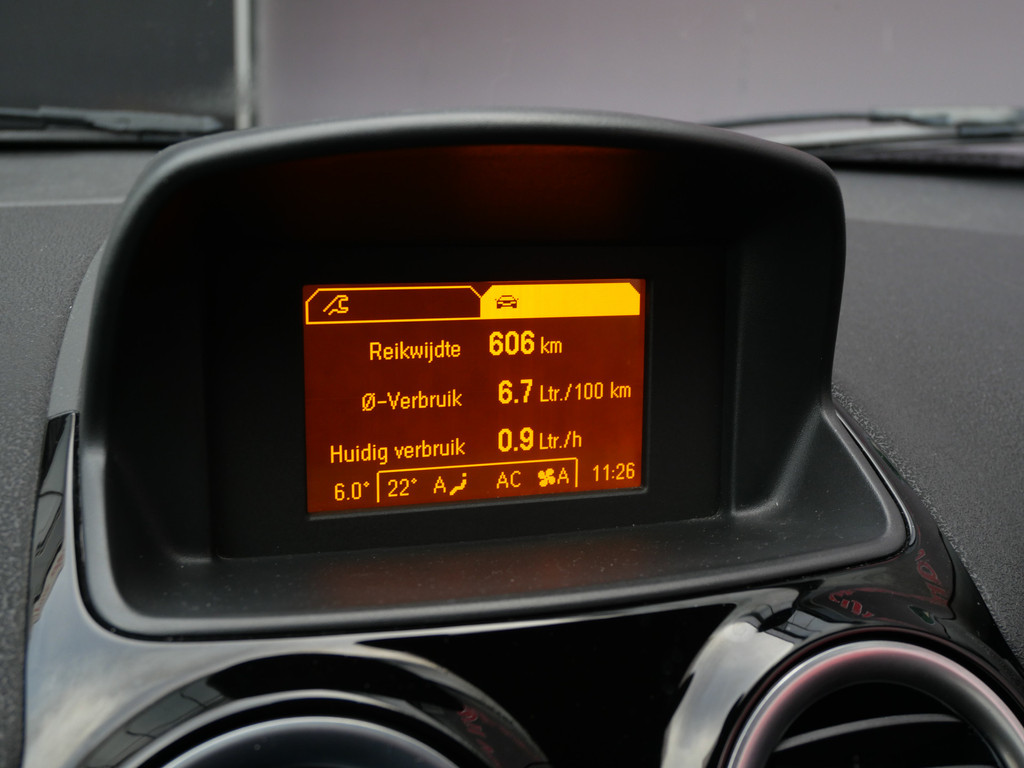 Reikwijdte 606 km
Ø-Verbruik 6.7 Ltr./100 km
Huidig verbruik 0.9 Ltr./h
6.0° 22° A AC A 11:26